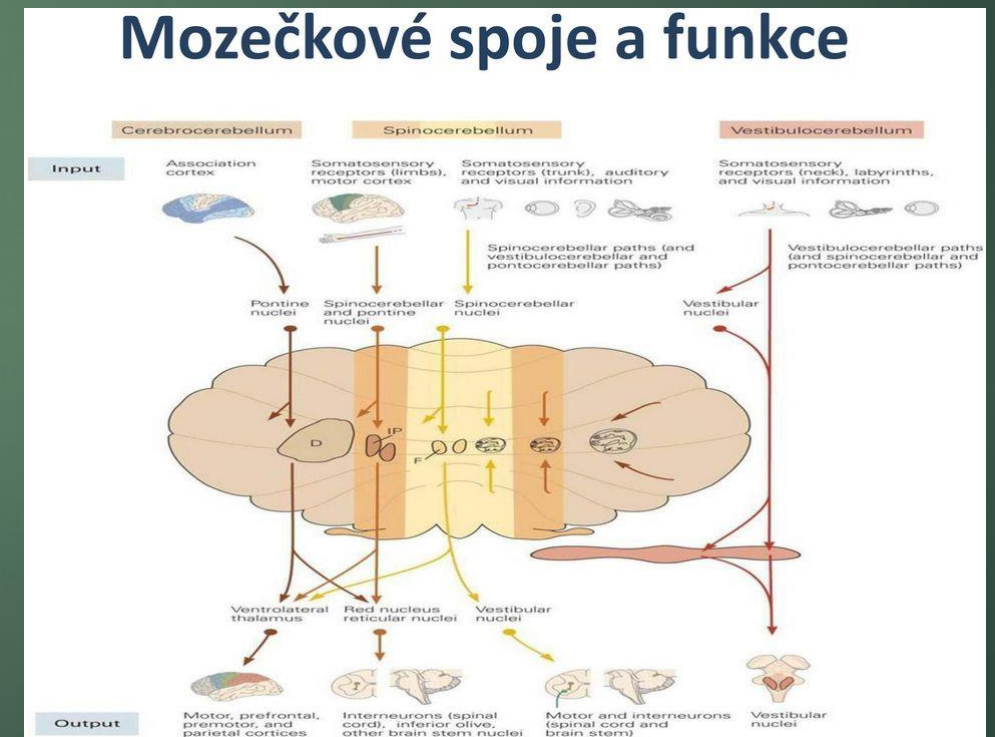 Mozečkové spoje a funkce
Cerebrocerebellum
Spinocerebellum
Vestibulocerebellum
Input
Association
cortex
Somatosensory
receptors (limbs),
motor cortex
Somatosensory
receptors (trunk), auditory
and visual information
Somatosensory
receptors (neck), labyrinths,
and visual information
Spinocerebellar paths (and
vestibulocerebellar and
pontocerebellar paths)
Vestibulocerebellar paths
(and spinocerebellar and
pontocerebellar paths)
Pontine
nuclei
Spinocerebellar
and pontine
nuclei
Spinocerebellar
nuclei
Vestibular
nuclei
D
IP
F
Ventrolateral
thalamus
Red nucleus
reticular nuclei
Vestibular
nuclei
Output
Motor, prefrontal,
premotor, and
parietal cortices
Interneurons (spinal
cord), inferior olive,
other brain stem nuclei
Motor and interneurons
(spinal cord and
brain stem)
Vestibular
nuclei